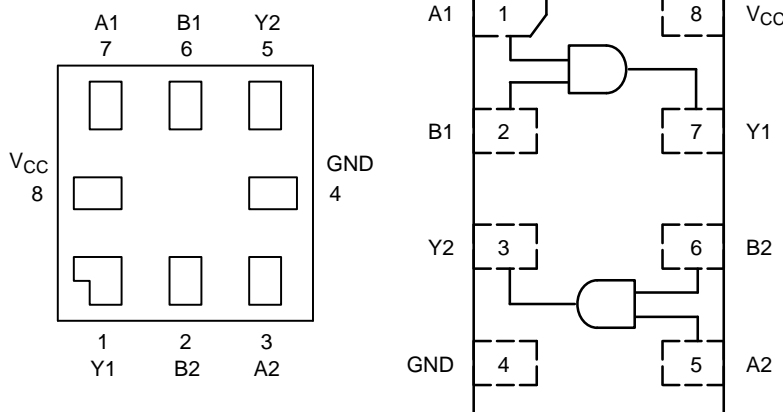 A1 B1 Y2
7 6 5
VCC
8
GND
4
1 2 3
Y1 B2 A2
A1 1 8 VCC
B1 2 7 Y1
Y2 3 6 B2
GND 4 5 A2